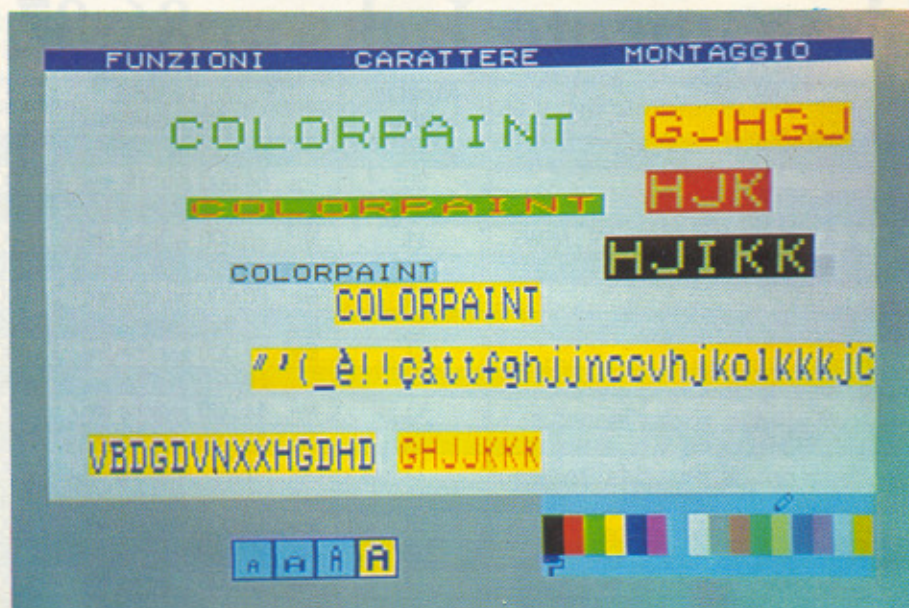 FUNZIONI CARATTERE MONTAGGIO
COLORPAINT GJHGJ
COLORPAINT HJK
COLORPAINT HJIKK
COLORPAINT
"'(_è!!çàttfghjjnccvhjkolkkkjC
VBDGDVNXXHGDHD GHJJKKK
A A A A